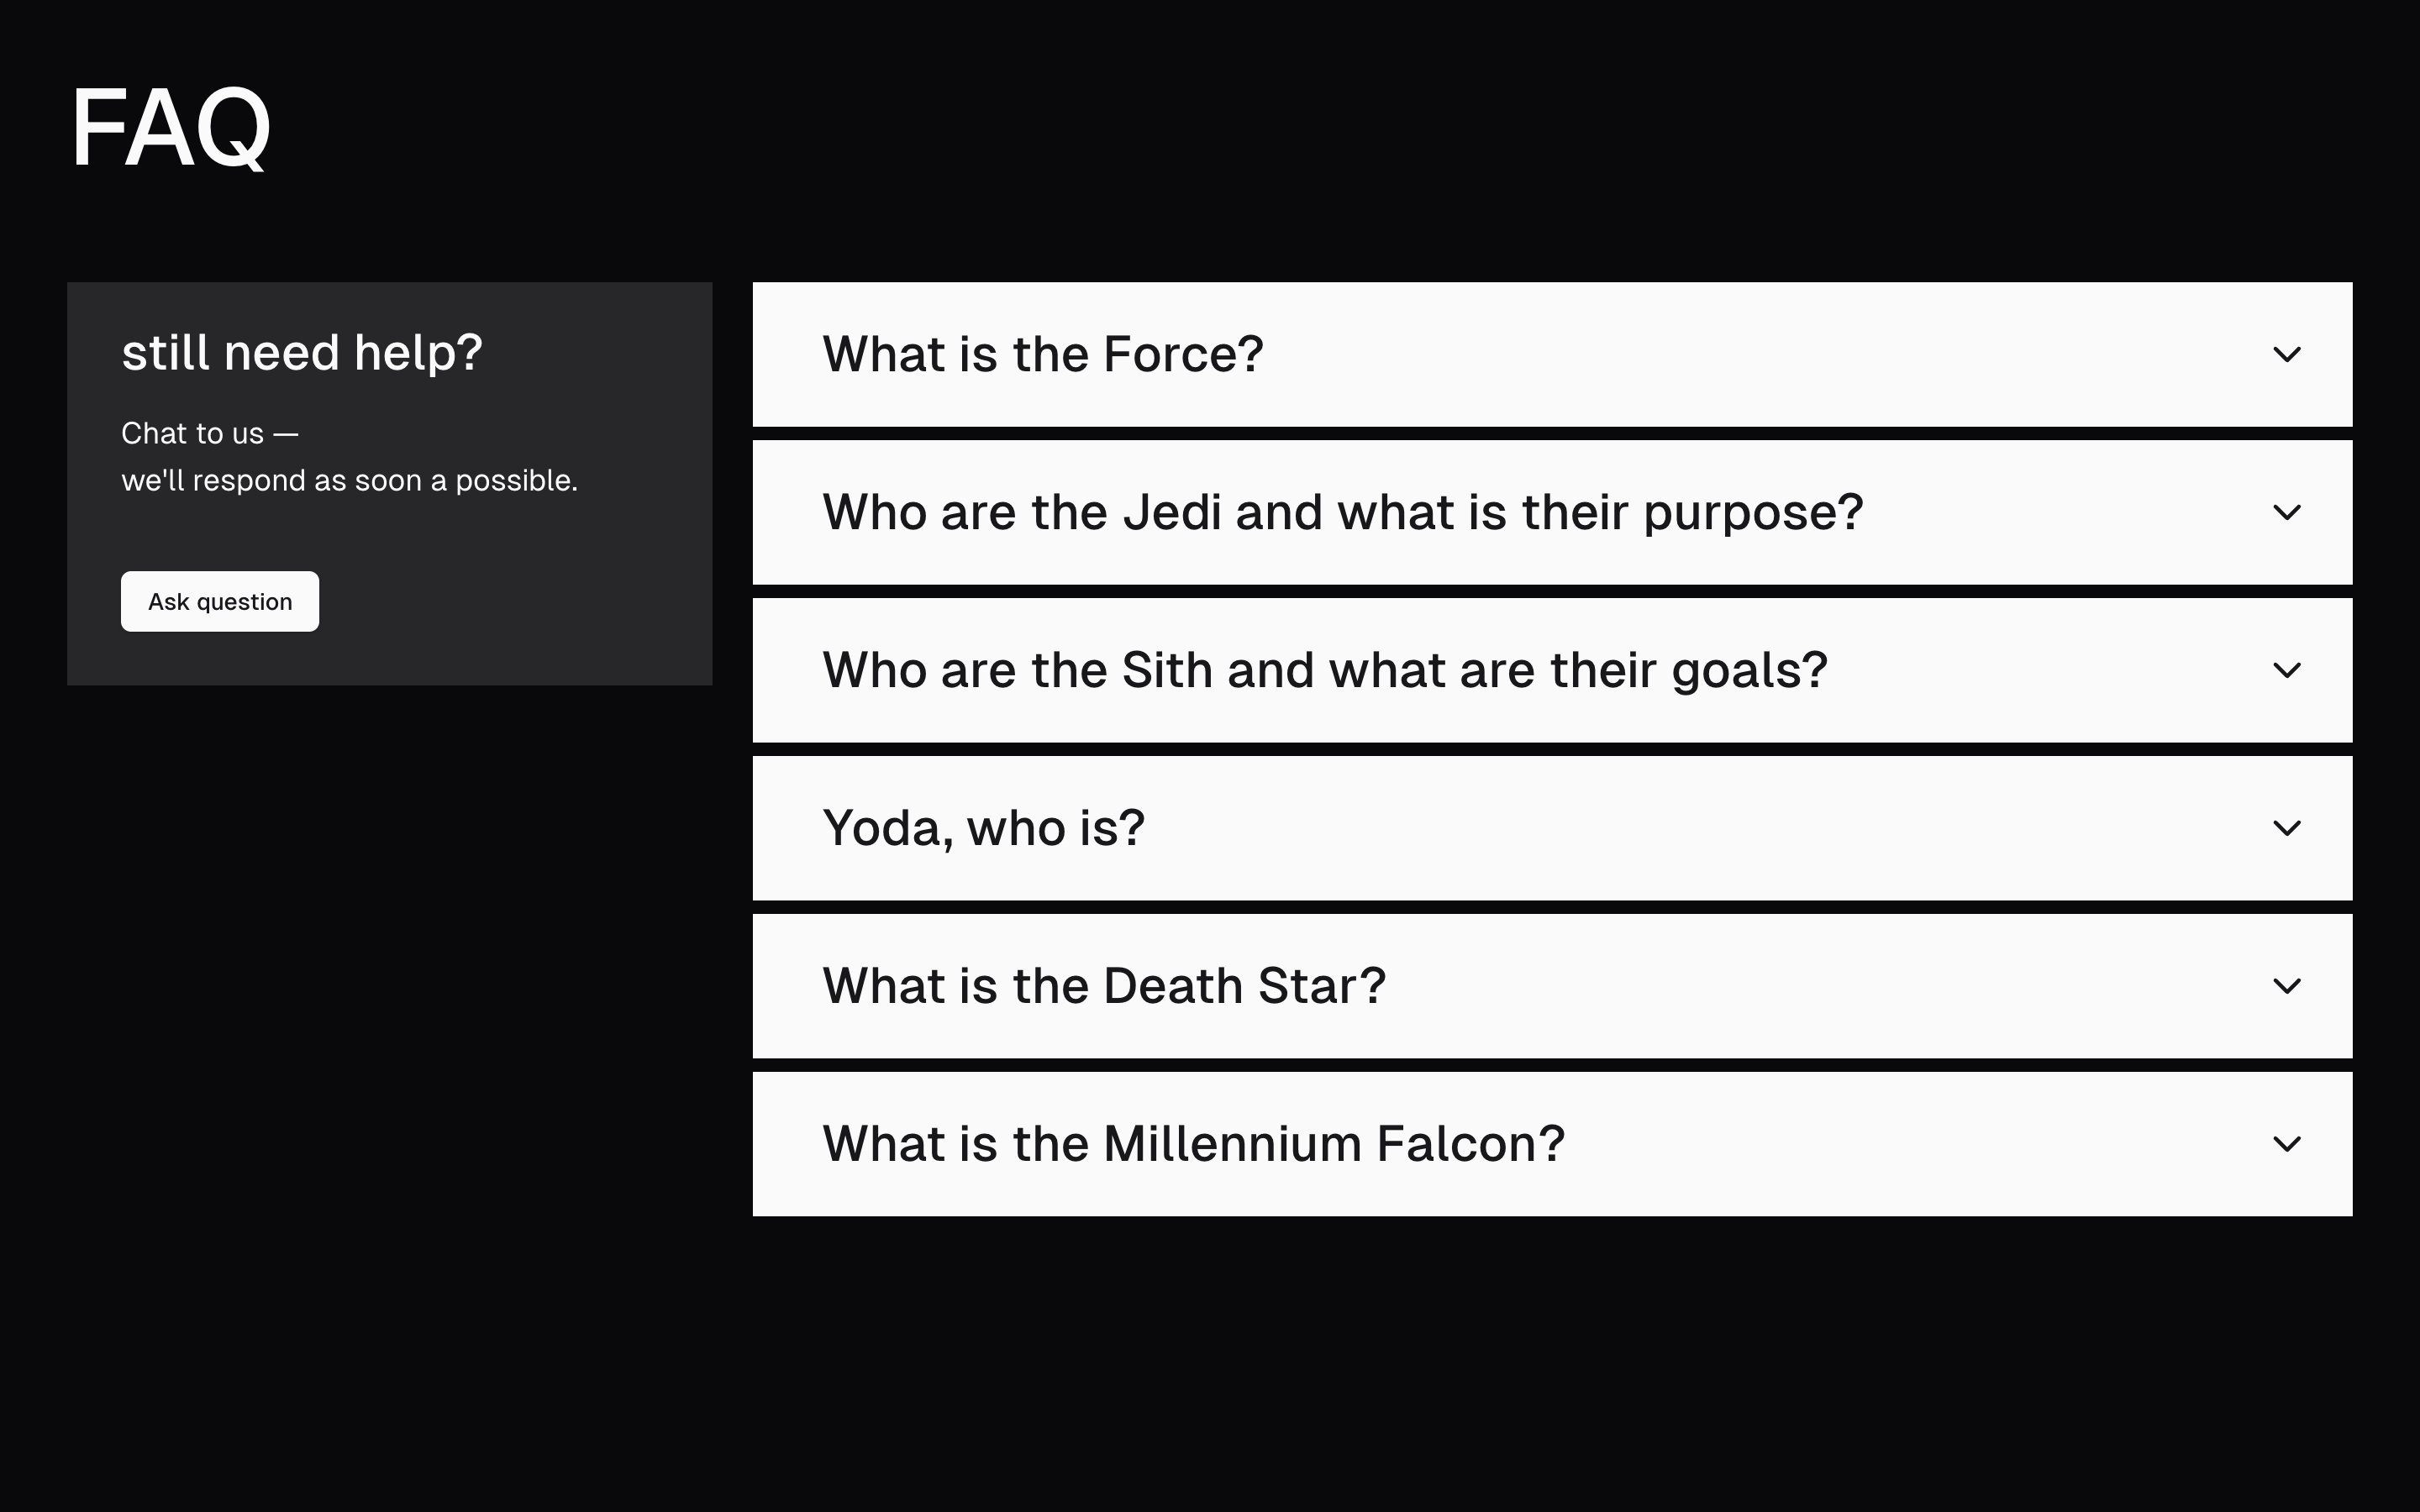 FAQ
still need help?
Chat to us —
we'll respond as soon a possible.
Ask question
What is the Force?
Who are the Jedi and what is their purpose?
Who are the Sith and what are their goals?
Yoda, who is?
What is the Death Star?
What is the Millennium Falcon?